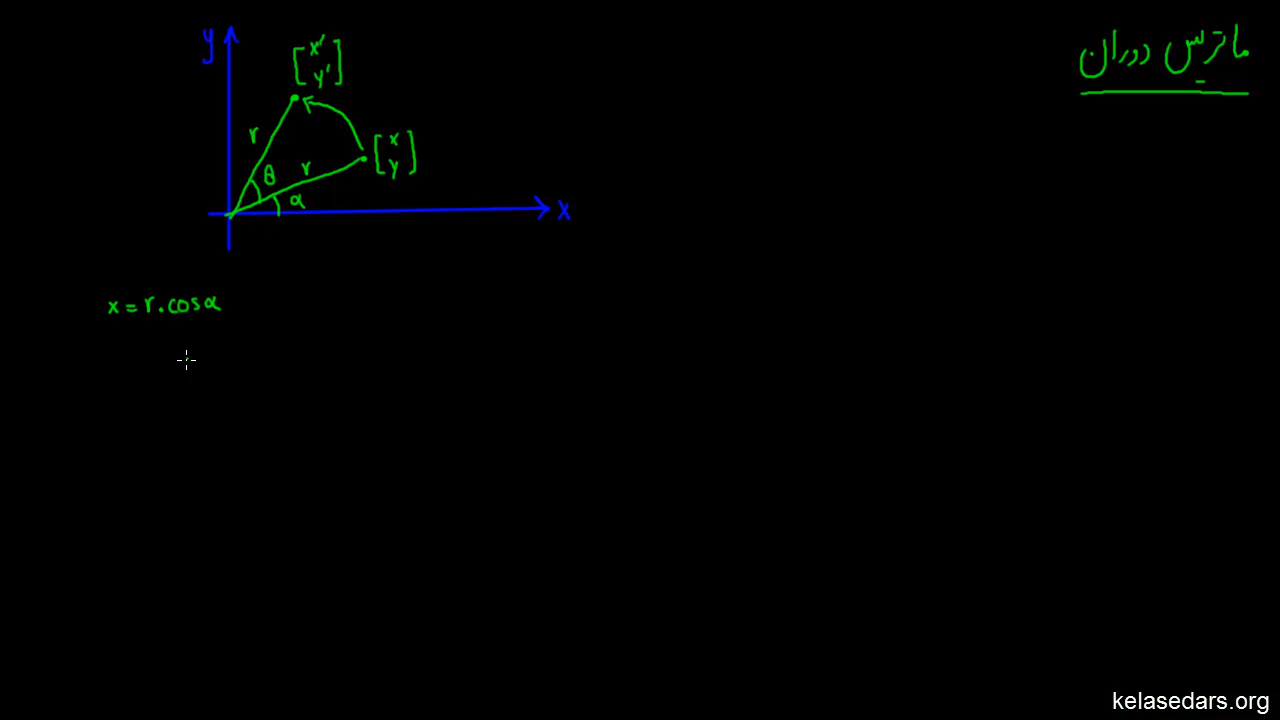 ماتریس دوران
y
[x'
y']
r
θ
r
[x
y]
α
x
x = r.cosα
kelasedars.org